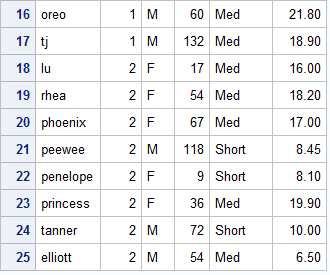 16 oreo 1 M 60 Med 21.80
17 tj 1 M 132 Med 18.90
18 lu 2 F 17 Med 16.00
19 rhea 2 F 54 Med 18.20
20 phoenix 2 F 67 Med 17.00
21 peewee 2 M 118 Short 8.45
22 penelope 2 F 9 Short 8.10
23 princess 2 F 36 Med 19.90
24 tanner 2 M 72 Short 10.00
25 elliott 2 M 54 Med 6.50